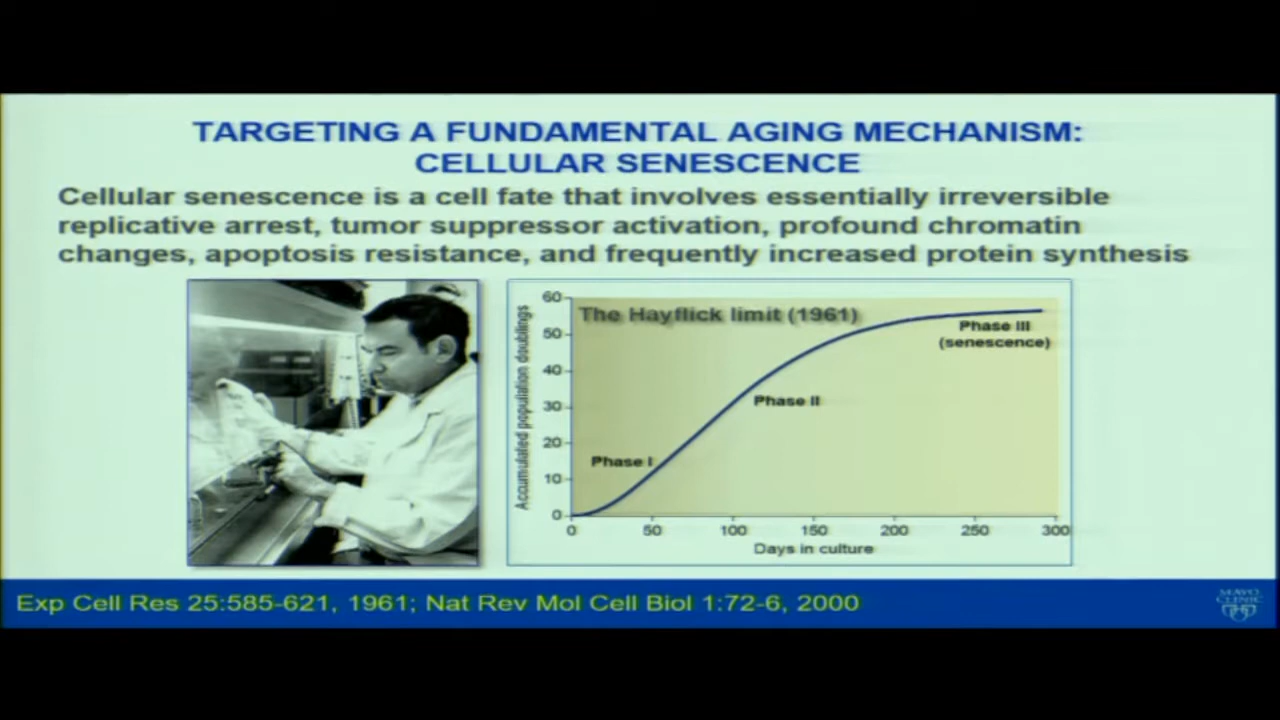 TARGETING A FUNDAMENTAL AGING MECHANISM:
CELLULAR SENESCENCE
Cellular senescence is a cell fate that involves essentially irreversible
replicative arrest, tumor suppressor activation, profound chromatin
changes, apoptosis resistance, and frequently increased protein synthesis
The Hayflick limit (1961)
Accumulated population doublings
60
50
40
30
20
10
0
Phase I
Phase II
Phase III
(senescence)
0 50 100 150 200 250 300
Days in culture
Exp Cell Res 25:585-621, 1961; Nat Rev Mol Cell Biol 1:72-6, 2000
MAYO
CLINIC